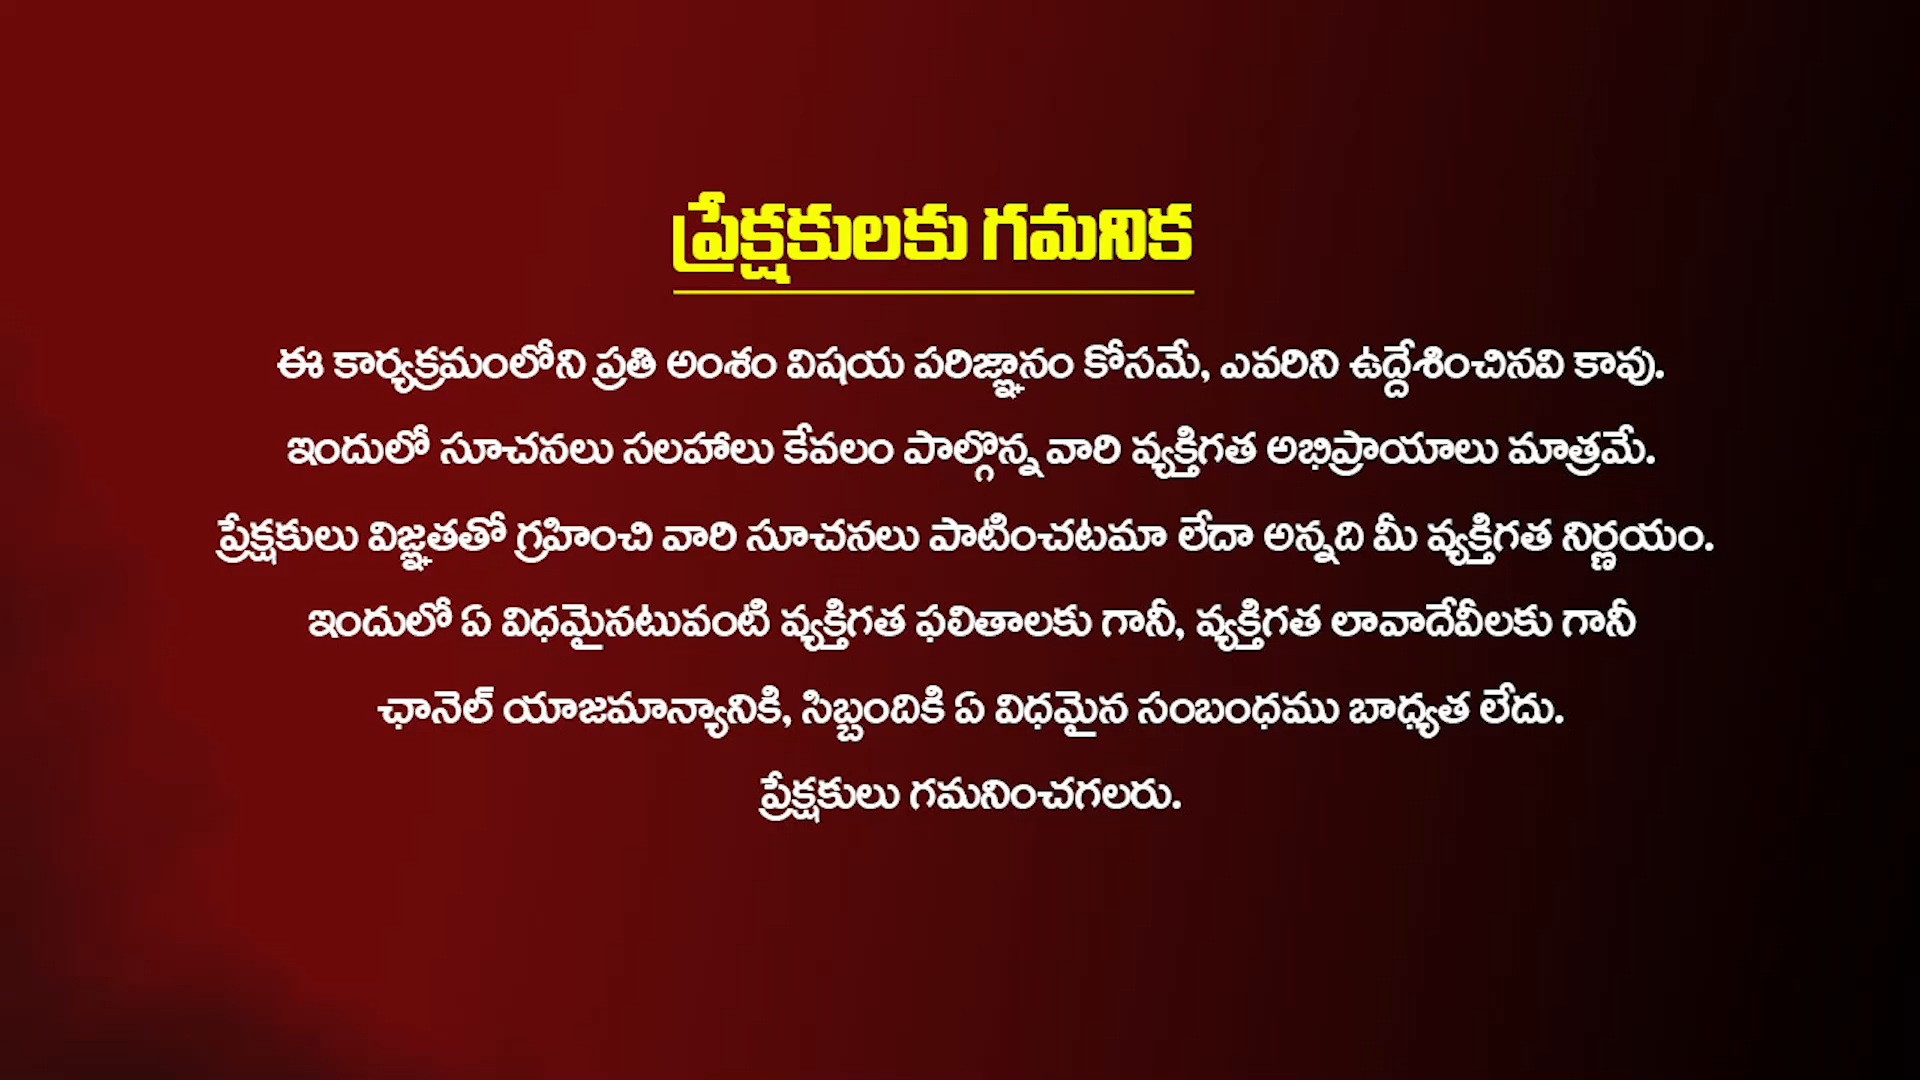 ప్రేక్షకులకు గమనిక
ఈ కార్యక్రమంలోని ప్రతి అంశం విషయ పరిజ్ఞానం కోసమే, ఎవరిని ఉద్దేశించినవి కావు.
ఇందులో సూచనలు సలహాలు కేవలం పాల్గొన్న వారి వ్యక్తిగత అభిప్రాయాలు మాత్రమే.
ప్రేక్షకులు విజ్ఞతతో గ్రహించి వారి సూచనలు పాటించటమా లేదా అన్నది మీ వ్యక్తిగత నిర్ణయం.
ఇందులో ఏ విధమైనటువంటి వ్యక్తిగత ఫలితాలకు గానీ, వ్యక్తిగత లావాదేవీలకు గానీ
ఛానెల్ యాజమాన్యానికి, సిబ్బందికి ఏ విధమైన సంబంధము బాధ్యత లేదు.
ప్రేక్షకులు గమనించగలరు.